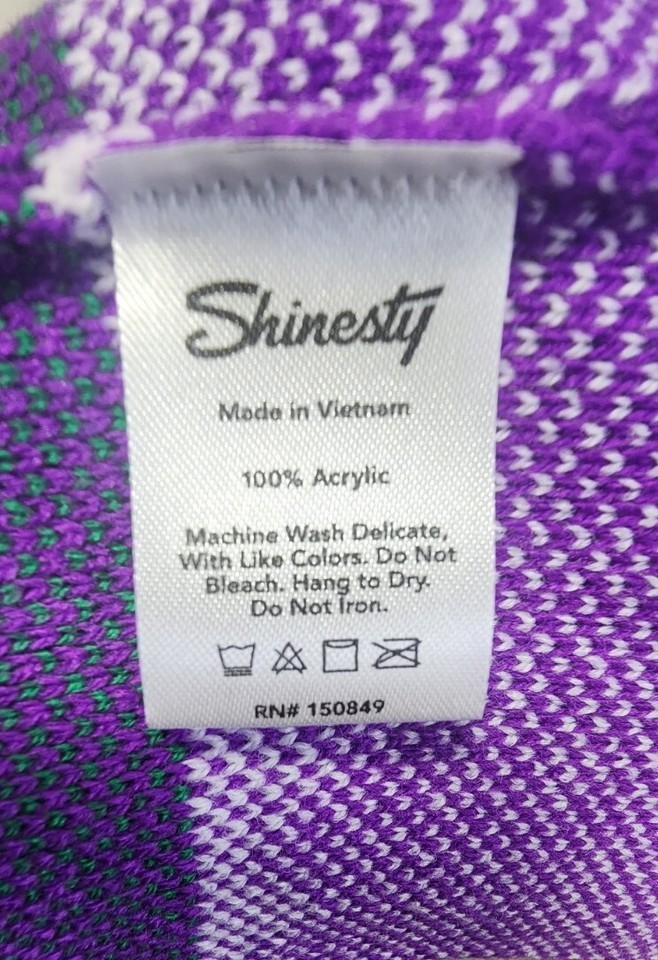 Shinesty
Made in Vietnam
100% Acrylic
Machine Wash Delicate,
With Like Colors. Do Not
Bleach. Hang to Dry.
Do Not Iron.
RN# 150849